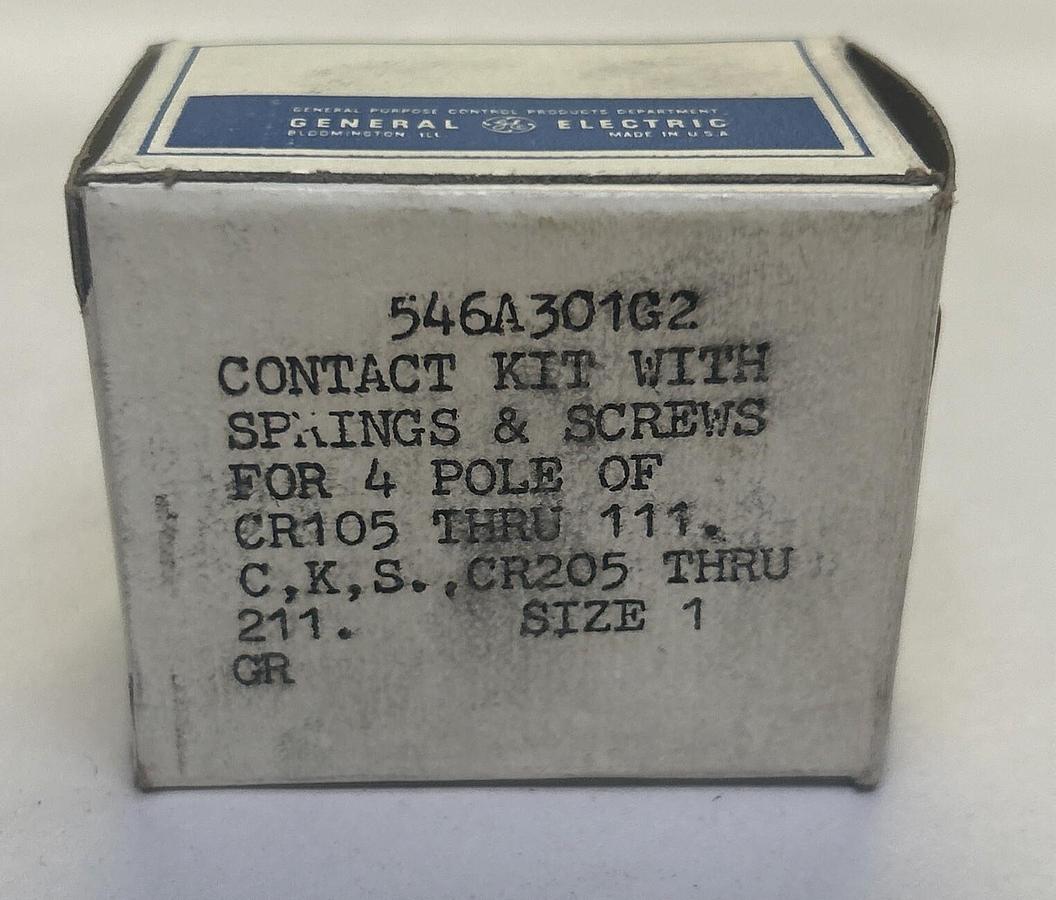 GENERAL PURPOSE CONTROL PRODUCTS DEPARTMENT
GENERAL GE ELECTRIC
BLOOMINGTON, ILL MADE IN U.S.A
546A301G2
CONTACT KIT WITH
SPRINGS & SCREWS
FOR 4 POLE OF
CR105 THRU 111.
C,K,S.,CR205 THRU
211. SIZE 1
GR